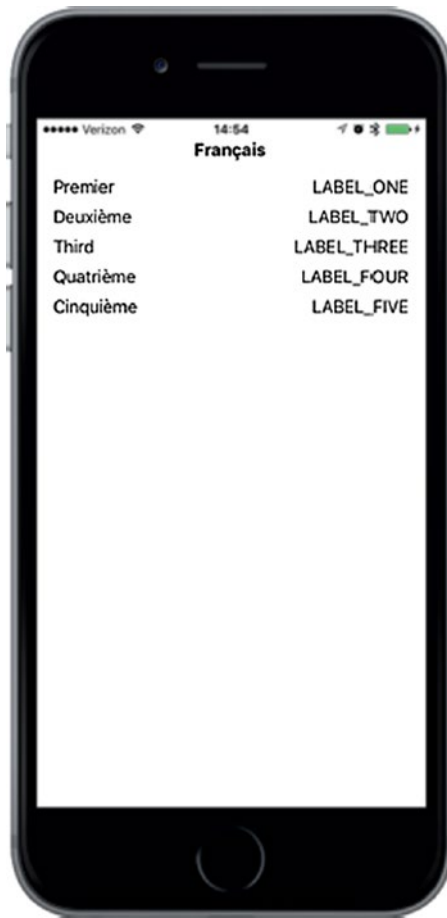 Verizon 14:54
Français
Premier LABEL_ONE
Deuxième LABEL_TWO
Third LABEL_THREE
Quatrième LABEL_FOUR
Cinquième LABEL_FIVE